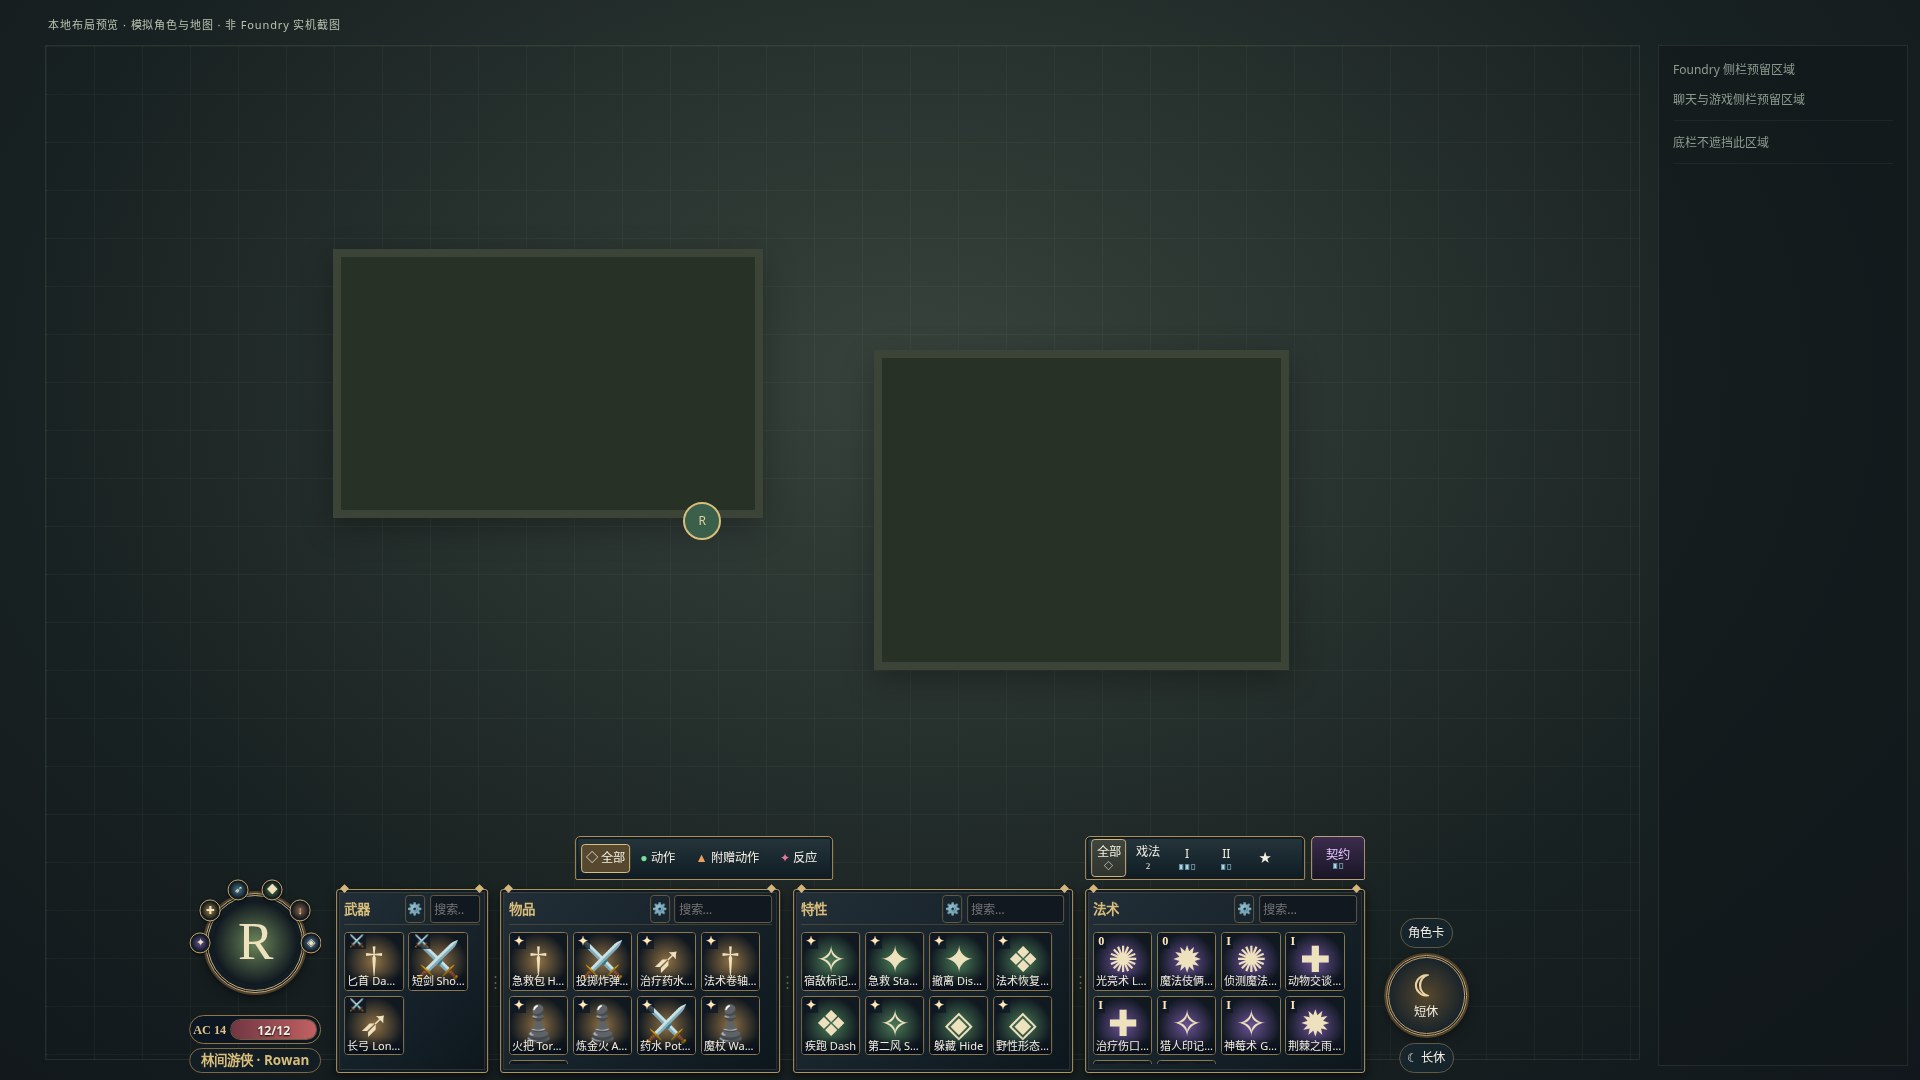 本地布局预览 · 模拟角色与地图 · 非 Foundry 实机截图
Foundry 侧栏预留区域
聊天与游戏侧栏预留区域
底栏不遮挡此区域
R
◇ 全部 ● 动作 ▲ 附赠动作 ✦ 反应
全部 戏法 I II ★ 契约
2
R
AC 14 12/12
林间游侠 · Rowan
武器 搜索..
匕首 Da... 短剑 Sho...
长弓 Lon...
物品 搜索...
急救包 H... 投掷炸弹... 治疗药水... 法术卷轴...
火把 Tor... 炼金火 A... 药水 Pot... 魔杖 Wa...
特性 搜索...
宿敌标记... 急救 Sta... 撤离 Dis... 法术恢复...
疾跑 Dash 第二风 S... 躲藏 Hide 野性形态...
法术 搜索...
0 0 I I
光亮术 L... 魔法伎俩... 侦测魔法... 动物交谈...
I I I I
治疗伤口... 猎人印记... 神莓术 G... 荆棘之雨...
角色卡
短休
长休